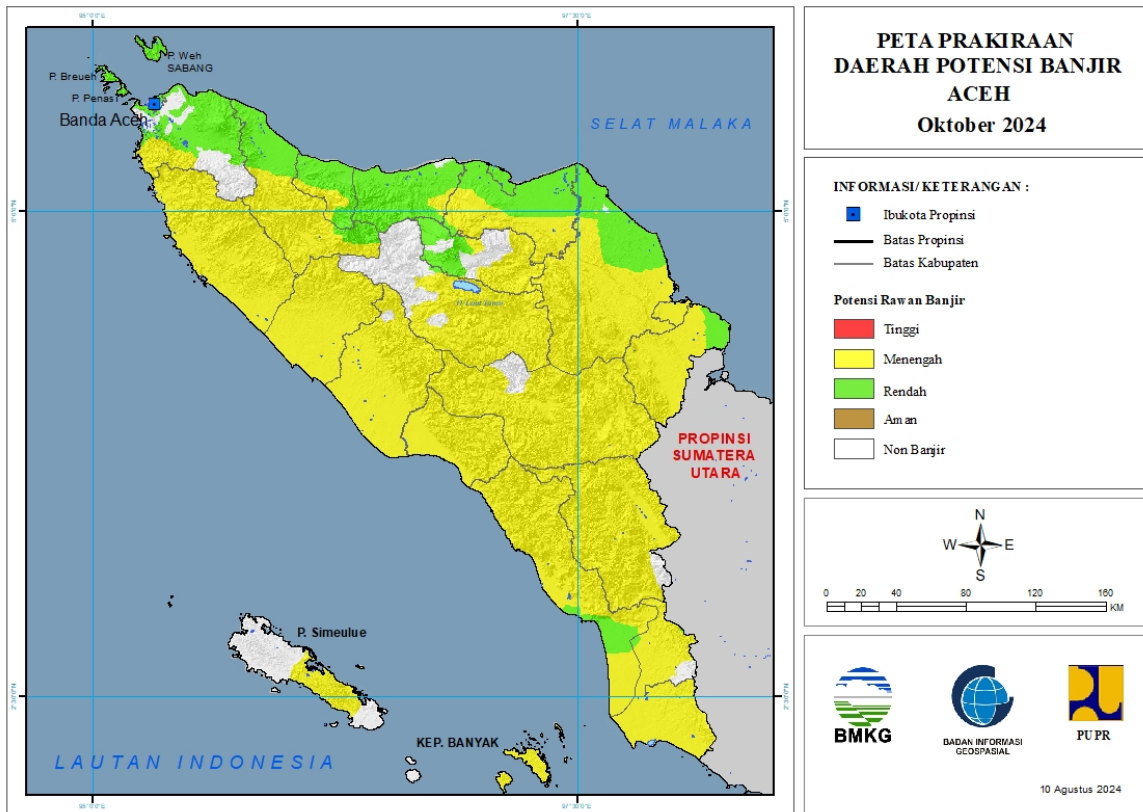 PETA PRAKIRAAN
DAERAH POTENSI BANJIR
ACEH
Oktober 2024
INFORMASI/ KETERANGAN :
Ibukota Propinsi
Batas Propinsi
Batas Kabupaten
Potensi Rawan Banjir
Tinggi
Menengah
Rendah
Aman
Non Banjir
N
W E
S
0 20 40 80 120 160
KM
BMKG
BADAN INFORMASI
GEOSPASIAL
PUPR
10 Agustus 2024
P. Weh
SABANG
P. Breueh
P. Penasi
Banda Aceh
SELAT MALAKA
PROPINSI
SUMATERA
UTARA
P. Simeulue
KEP. BANYAK
LAUTAN INDONESIA